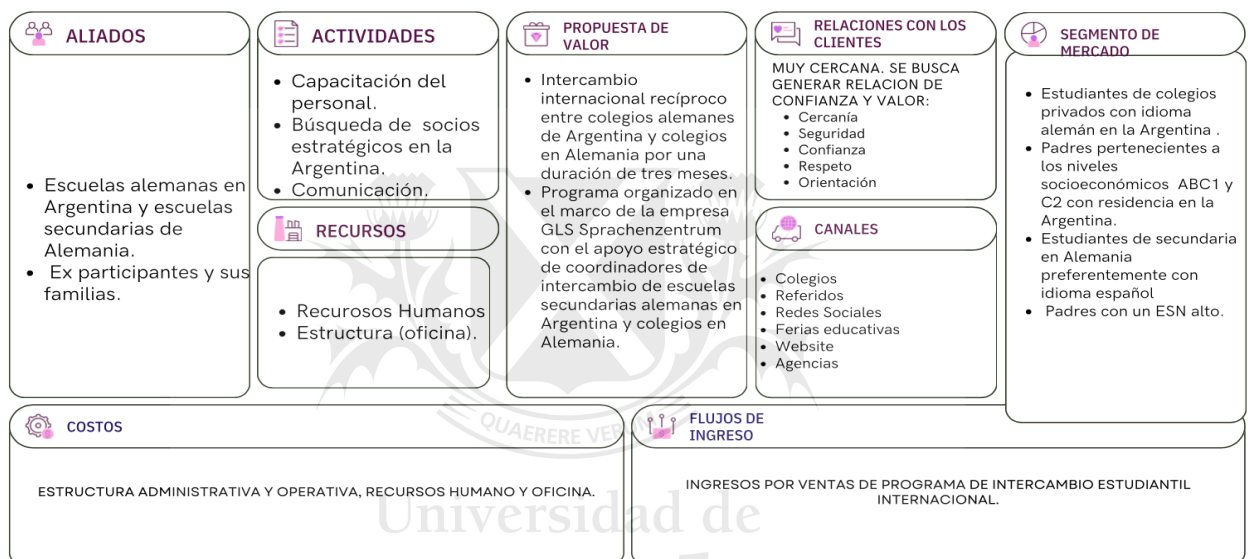 ALIADOS
Escuelas alemanas en
Argentina y escuelas
secundarias de
Alemania.
Ex participantes y sus
familias.
ACTIVIDADES
Capacitación del
personal.
Búsqueda de socios
estratégicos en la
Argentina.
Comunicación.
RECURSOS
Recurosos Humanos
Estructura (oficina).
PROPUESTA DE
VALOR
Intercambio
internacional recíproco
entre colegios alemanes
de Argentina y colegios
en Alemania por una
duración de tres meses.
Programa organizado en
el marco de la empresa
GLS Sprachenzentrum
con el apoyo estratégico
de coordinadores de
intercambio de escuelas
secundarias alemanas en
Argentina y colegios en
Alemania.
RELACIONES CON LOS
CLIENTES
MUY CERCANA. SE BUSCA
GENERAR RELACION DE
CONFIANZA Y VALOR:
Cercanía
Seguridad
Confianza
Respeto
Orientación
CANALES
Colegios
Referidos
Redes Sociales
Ferias educativas
Website
Agencias
SEGMENTO DE
MERCADO
Estudiantes de colegios
privados con idioma
alemán en la Argentina .
Padres pertenecientes a
los niveles
socioeconómicos ABC1 y
C2 con residencia en la
Argentina.
Estudiantes de secundaria
en Alemania
preferentemente con
idioma español
Padres con un ESN alto.
COSTOS
ESTRUCTURA ADMINISTRATIVA Y OPERATIVA, RECURSOS HUMANO Y OFICINA.
FLUJOS DE
INGRESO
INGRESOS POR VENTAS DE PROGRAMA DE INTERCAMBIO ESTUDIANTIL
INTERNACIONAL.
QUAERERE VERUM
Universidad de